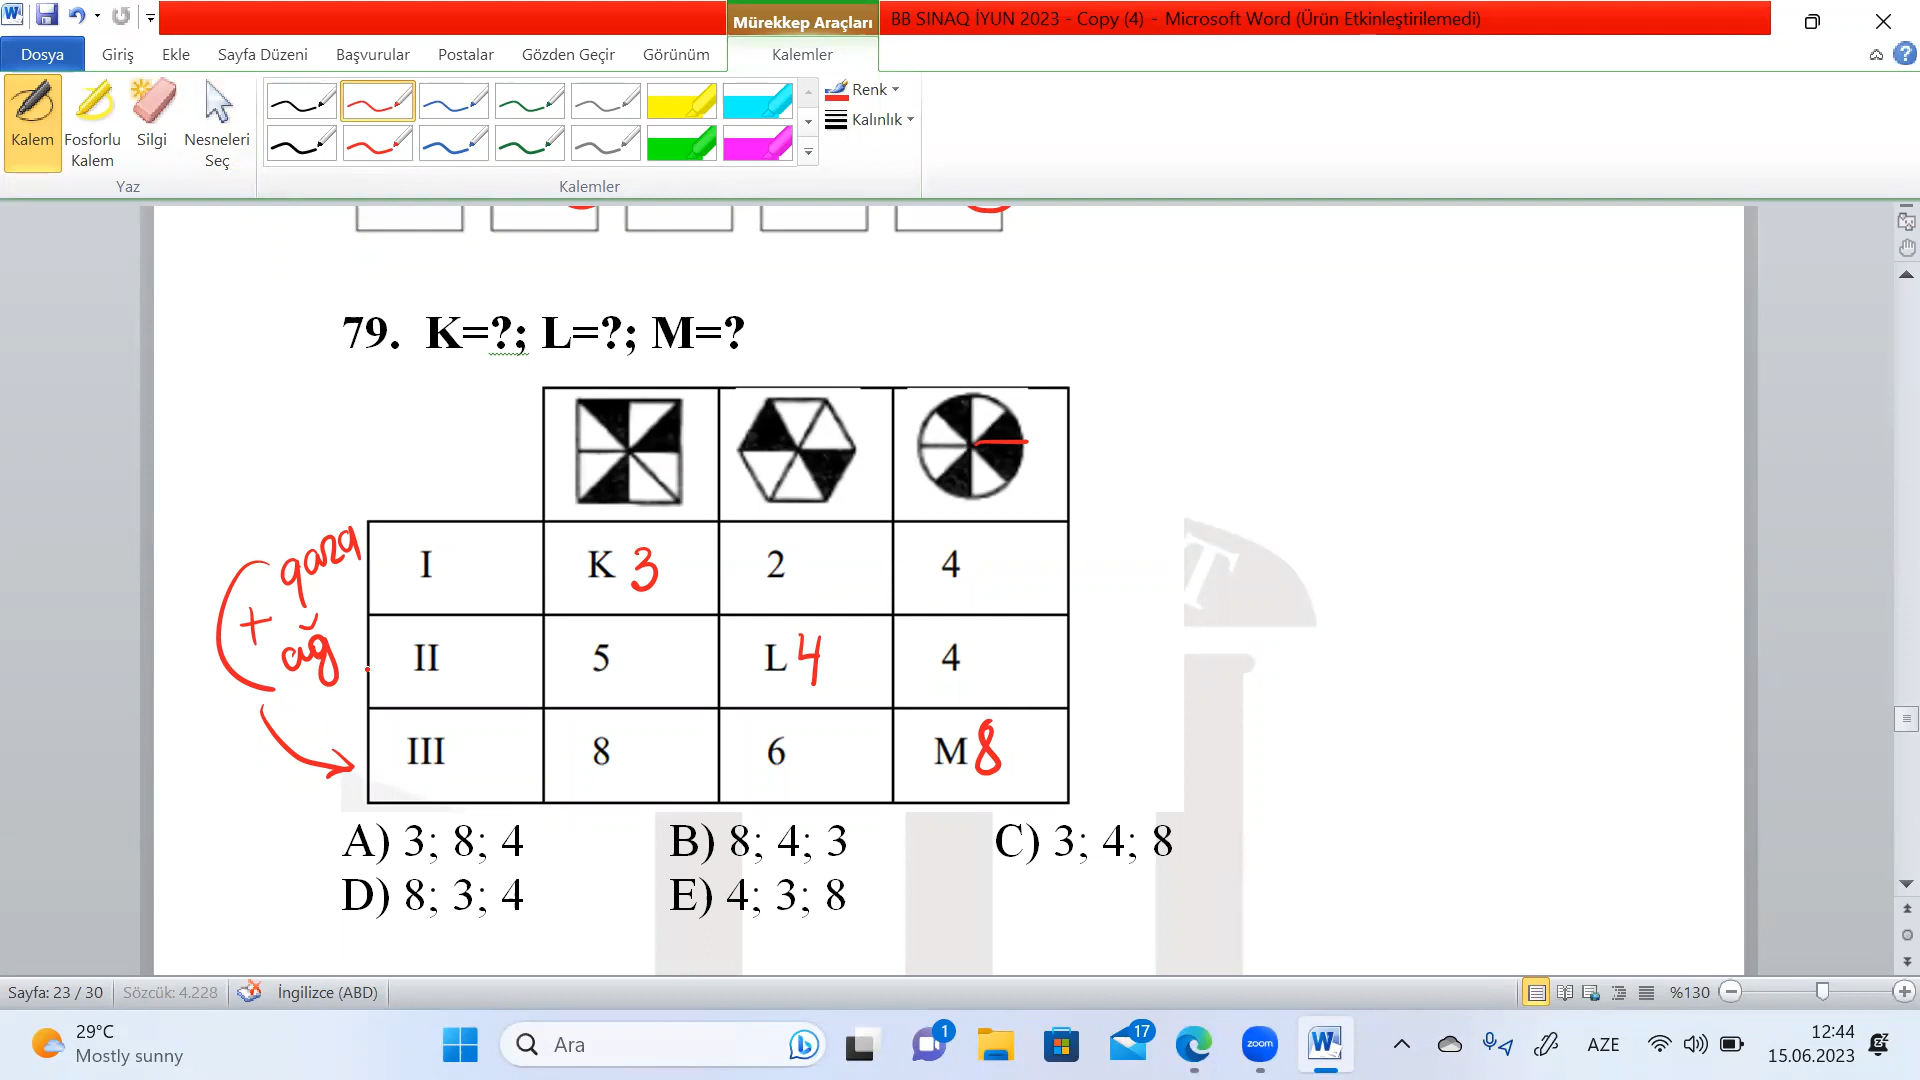 Mürekkep Araçları
BB SINAQ İYUN 2023 - Copy (4) - Microsoft Word (Ürün Etkinleştirilemedi)
Dosya Giriş Ekle Sayfa Düzeni Başvurular Postalar Gözden Geçir Görünüm Kalemler
Kalem
Fosforlu Kalem
Silgi
Nesneleri Seç
Renk
Kalınlık
Yaz
Kalemler
79. K=?; L=?; M=?
I K 3 2 4
II 5 L 4 4
III 8 6 M 8
qara
+
ağ
A) 3; 8; 4 B) 8; 4; 3 C) 3; 4; 8
D) 8; 3; 4 E) 4; 3; 8
Sayfa: 23 / 30 Sözcük: 4.228 İngilizce (ABD) %130
29°C
Mostly sunny
Ara
1
17
zoom
AZE
12:44
15.06.2023